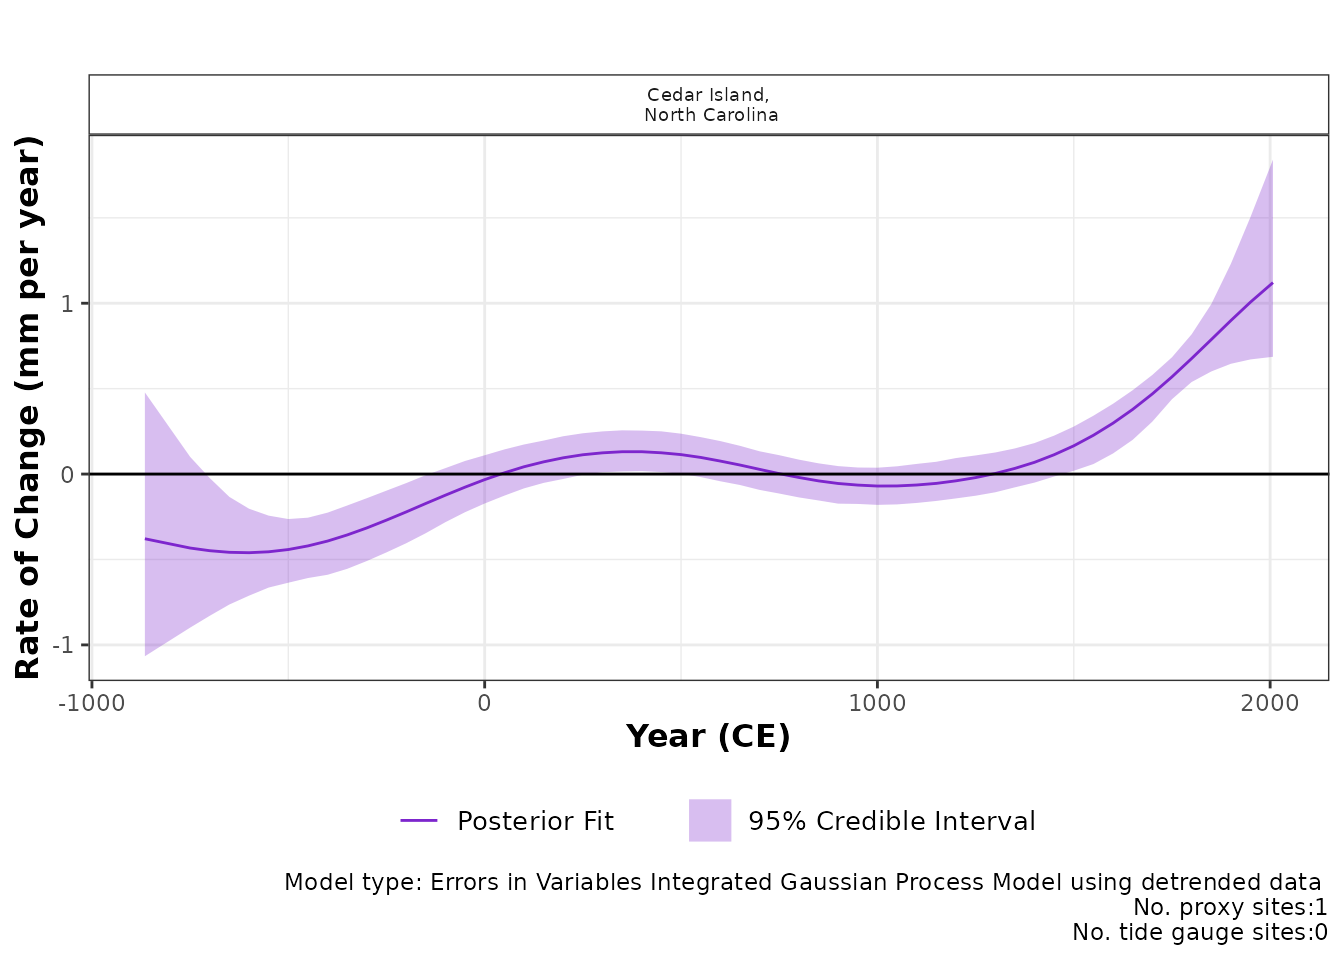 Cedar Island,
North Carolina
Rate of Change (mm per year)
1
0
-1
-1000 0 1000 2000
Year (CE)
Posterior Fit 95% Credible Interval
Model type: Errors in Variables Integrated Gaussian Process Model using detrended data
No. proxy sites:1
No. tide gauge sites:0